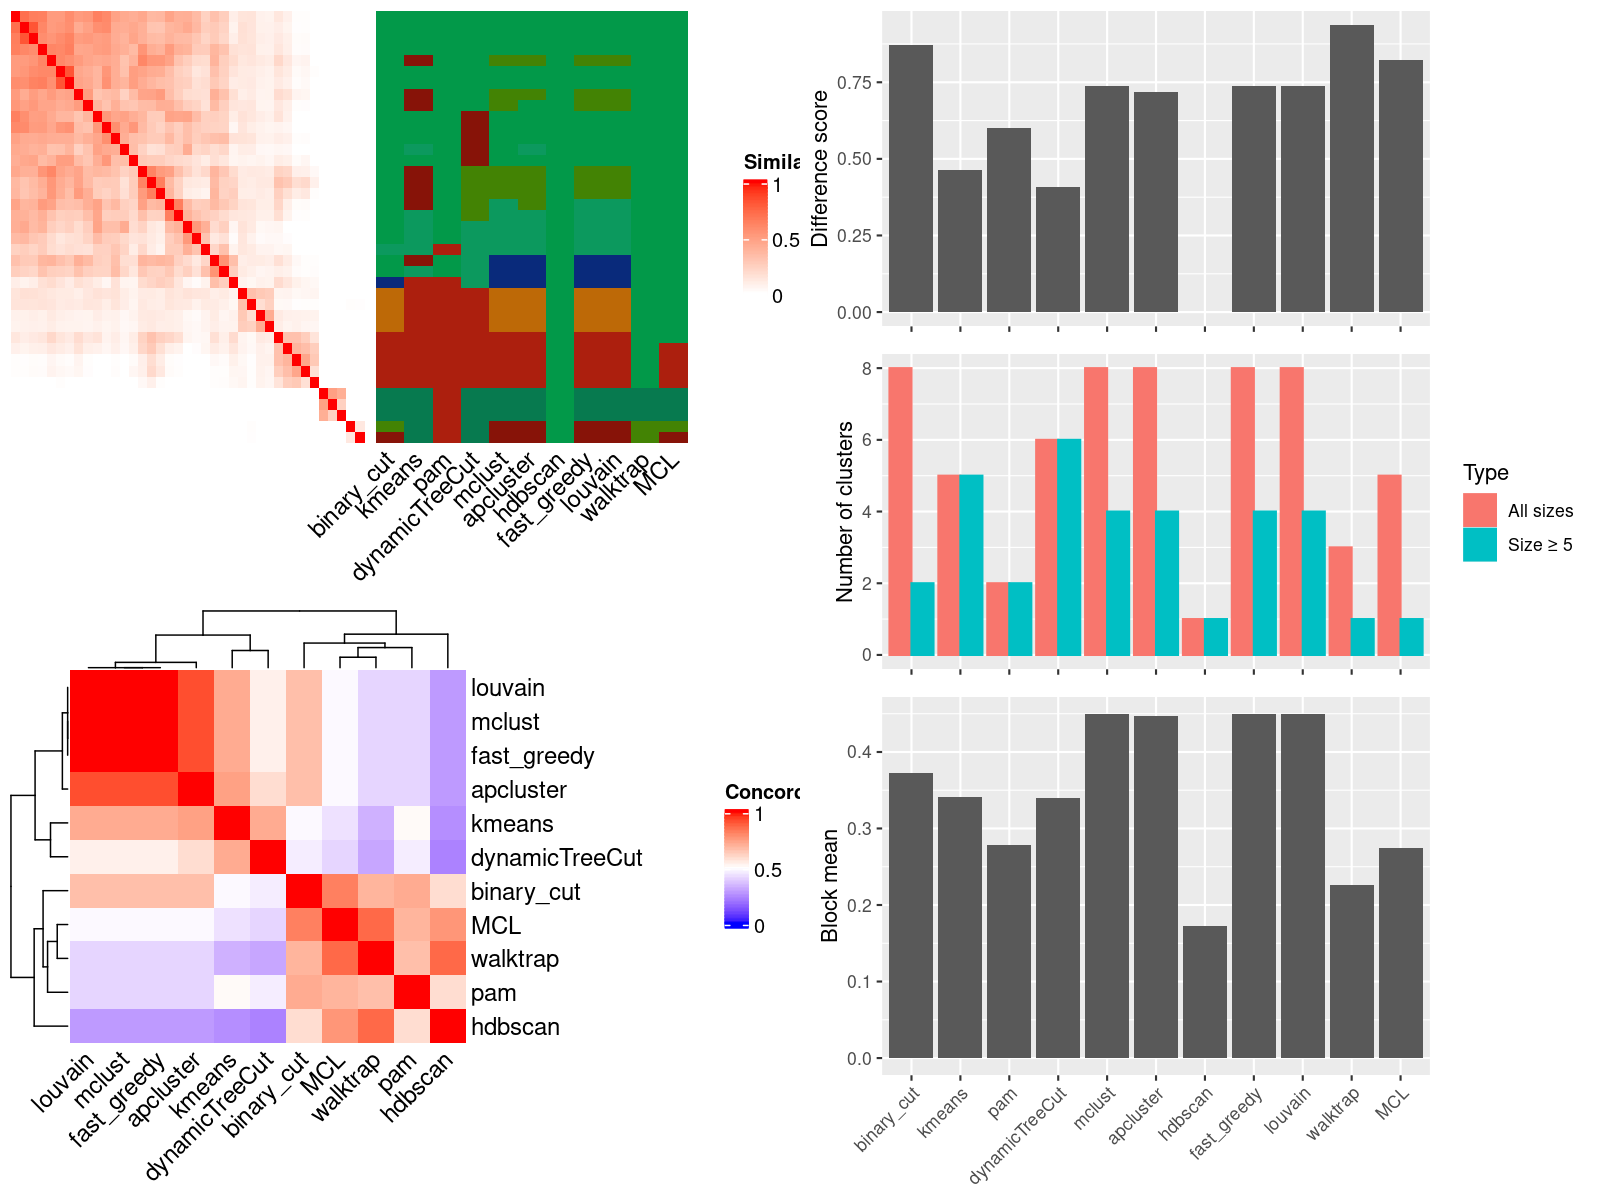 Simila
1
0.5
0
binary_cut
kmeans
pam
dynamicTreeCut
mclust
apcluster
hdbscan
fast_greedy
louvain
walktrap
MCL
louvain
mclust
fast_greedy
apcluster
kmeans
dynamicTreeCut
binary_cut
MCL
walktrap
pam
hdbscan
louvain
mclust
fast_greedy
apcluster
kmeans
dynamicTreeCut
binary_cut
MCL
walktrap
pam
hdbscan
Concord
1
0.5
0
Difference score
0.75
0.50
0.25
0.00
Number of clusters
8
6
4
2
0
Type
All sizes
Size ≥ 5
Block mean
0.4
0.3
0.2
0.1
0.0
binary_cut
kmeans
pam
dynamicTreeCut
mclust
apcluster
hdbscan
fast_greedy
louvain
walktrap
MCL